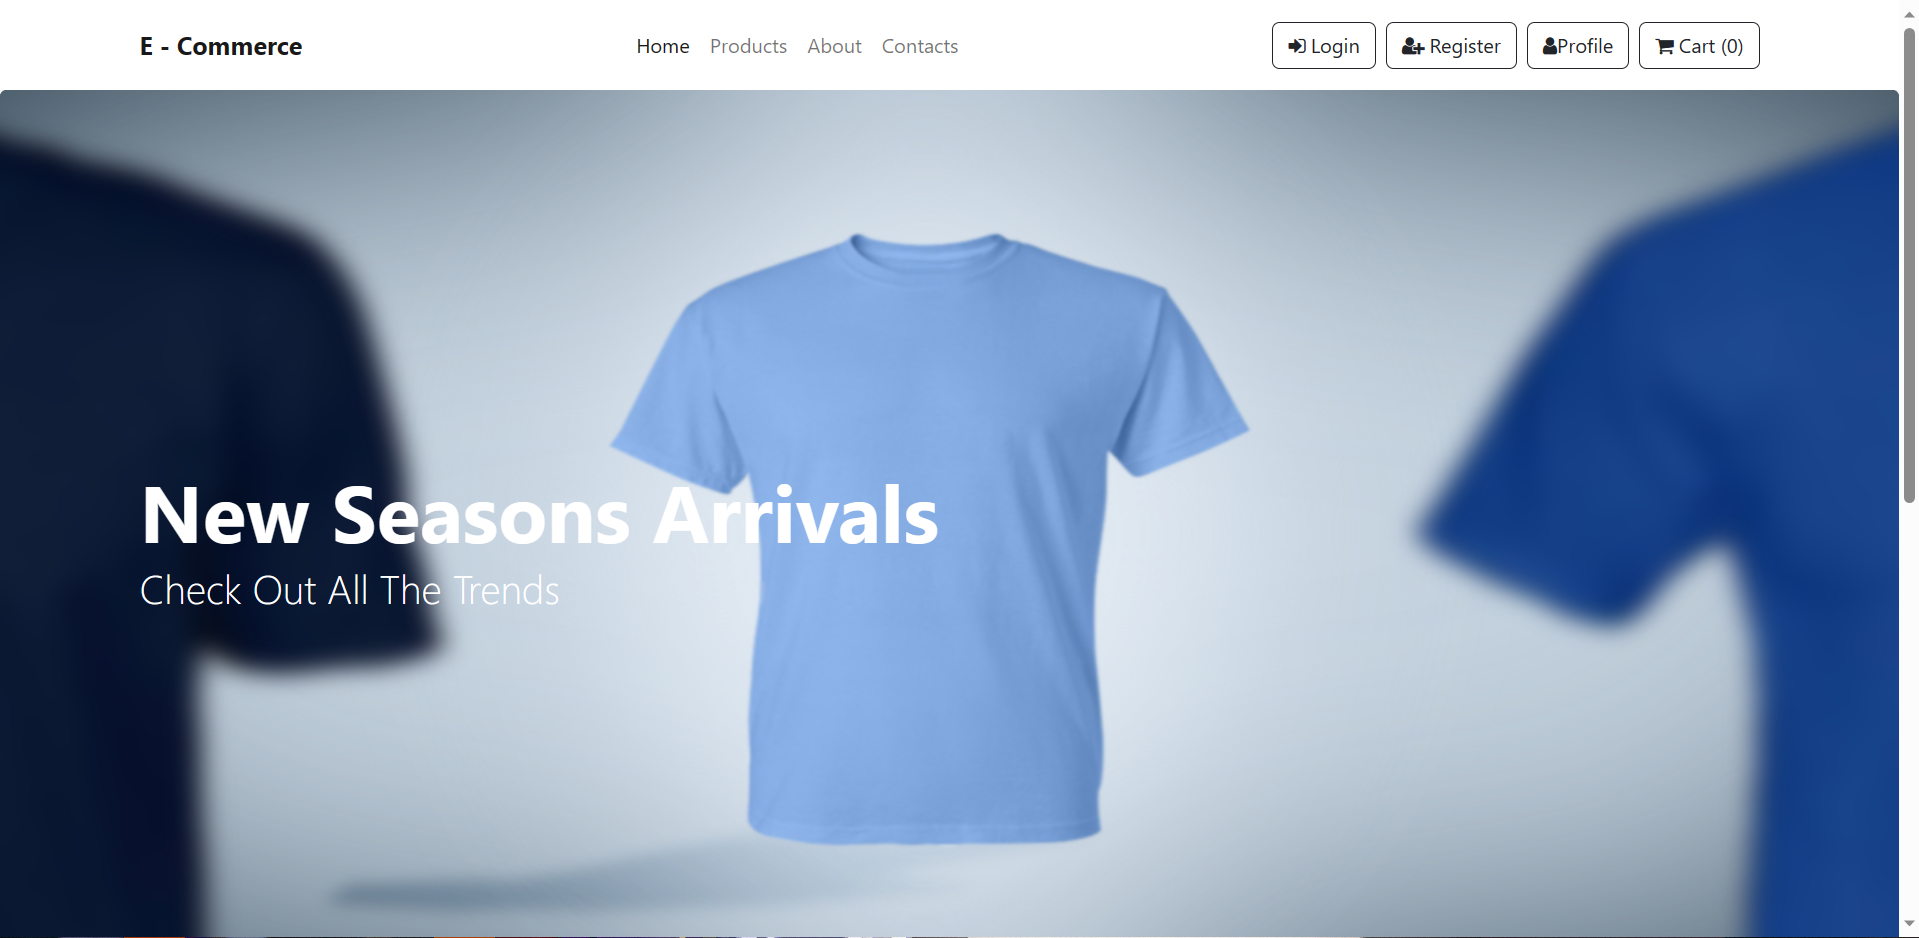 E - Commerce
Home Products About Contacts
Login Register Profile Cart (0)
New Seasons Arrivals
Check Out All The Trends